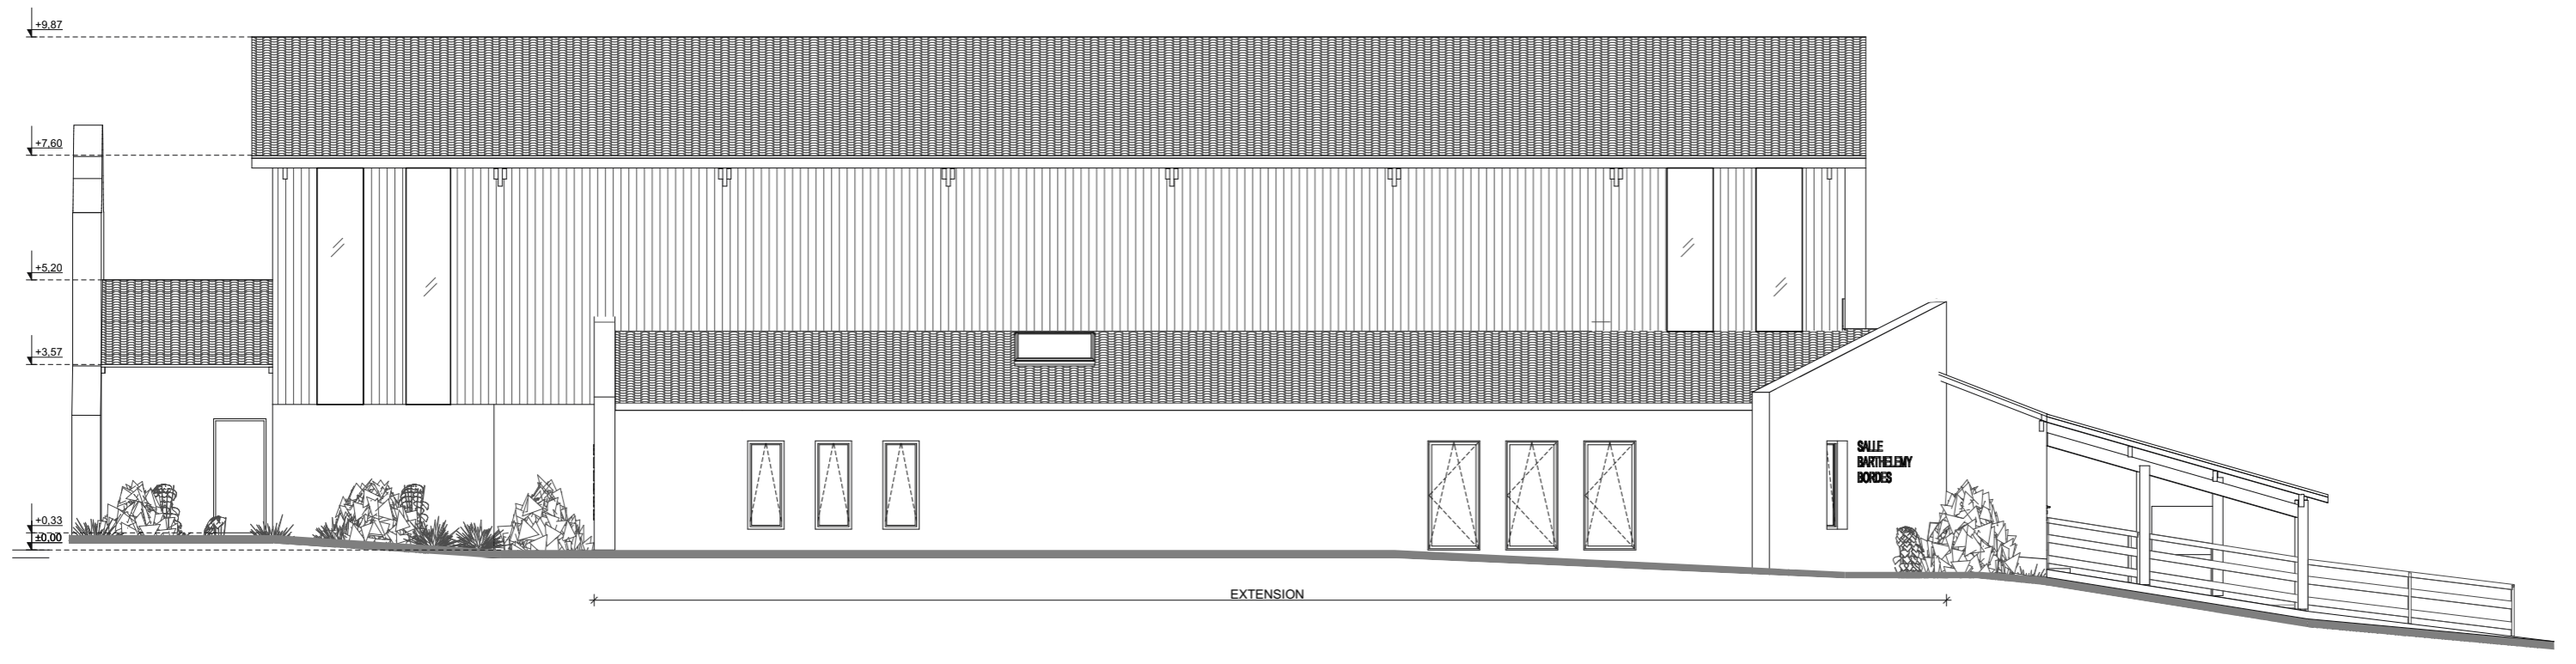 +9,87
+7,60
+5,20
+3,57
+0,33
±0,00
SALLE
BARTHELEMY
BORDES
EXTENSION